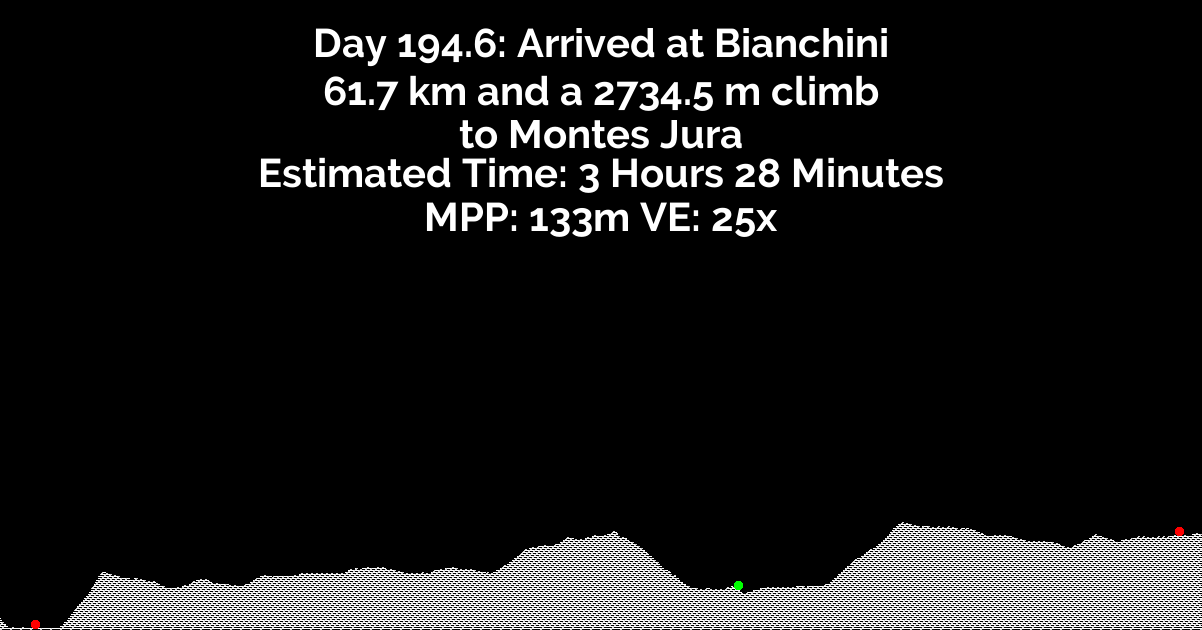 Day 194.6: Arrived at Bianchini
61.7 km and a 2734.5 m climb
to Montes Jura
Estimated Time: 3 Hours 28 Minutes
MPP: 133m VE: 25x